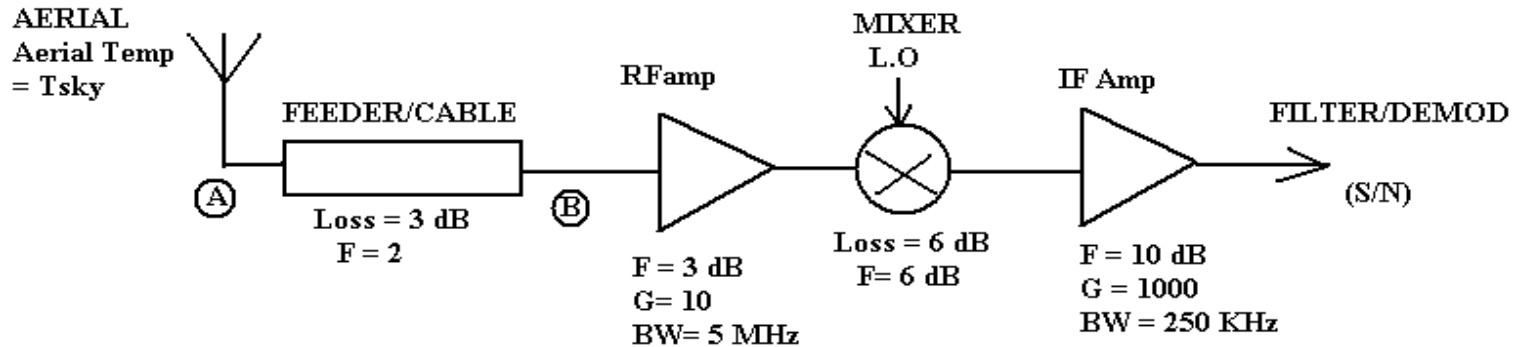 AERIAL
Aerial Temp
= Tsky
FEEDER/CABLE
A
B
Loss = 3 dB
F = 2
RFamp
F = 3 dB
G= 10
BW= 5 MHz
MIXER
L.O
Loss = 6 dB
F= 6 dB
IF Amp
F = 10 dB
G = 1000
BW = 250 KHz
FILTER/DEMOD
(S/N)